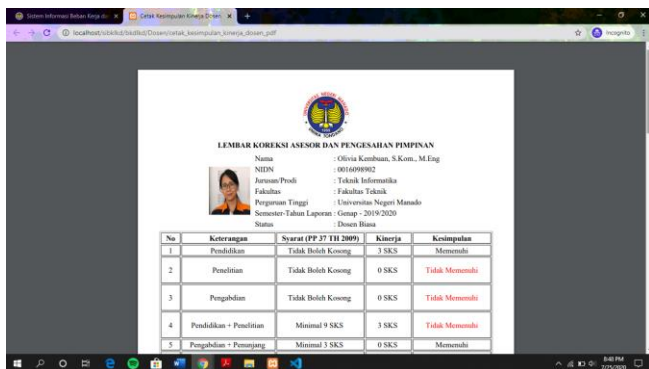 Sistem Informasi Beban Kerja do
Cetak Kesimpulan Kinerja Dosen
localhost/sibklkd/bkdlkd/Dosen/cetak_kesimpulan_kinerja_dosen_pdf
Incognito
LEMBAR KOREKSI ASESOR DAN PENGESAHAN PIMPINAN
Nama : Olivia Kembuan, S.Kom., M.Eng
NIDN : 0016098902
Jurusan/Prodi : Teknik Informatika
Fakultas : Fakultas Teknik
Perguruan Tinggi : Universitas Negeri Manado
Semester-Tahun Laporan : Genap - 2019/2020
Status : Dosen Biasa
No Keterangan Syarat (PP 37 TH 2009) Kinerja Kesimpulan
1 Pendidikan Tidak Boleh Kosong 3 SKS Memenuhi
2 Penelitian Tidak Boleh Kosong 0 SKS Tidak Memenuhi
3 Pengabdian Tidak Boleh Kosong 0 SKS Tidak Memenuhi
4 Pendidikan + Penelitian Minimal 9 SKS 3 SKS Tidak Memenuhi
5 Pengabdian + Penunjang Minimal 3 SKS 0 SKS Memenuhi
8:48 PM
7/25/2020